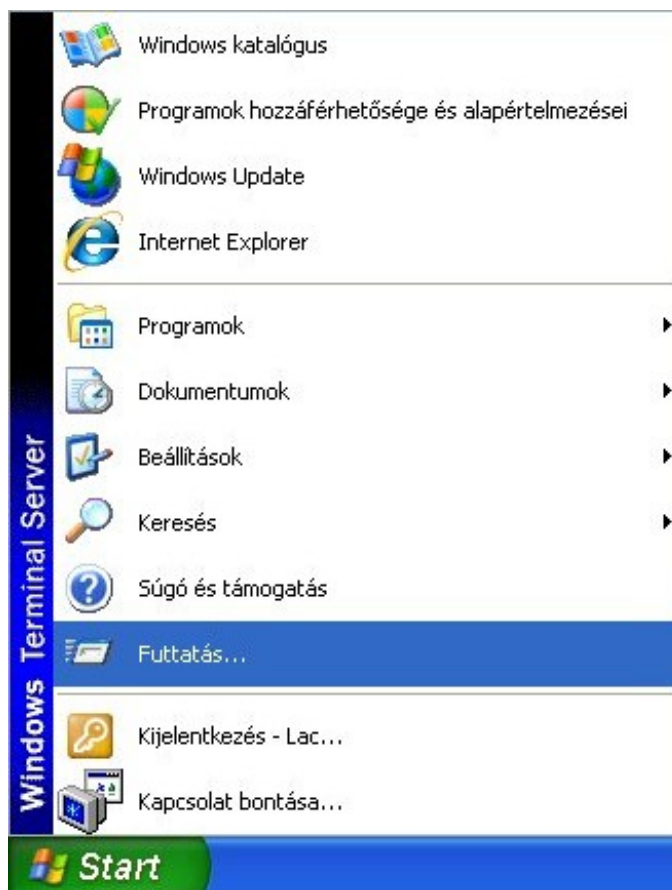 Windows katalógus
Programok hozzáférhetősége és alapértelmezései
Windows Update
Internet Explorer
Programok
Dokumentumok
Beállítások
Keresés
Súgó és támogatás
Futtatás...
Kijelentkezés - Lac...
Kapcsolat bontása...
Windows Terminal Server
Start